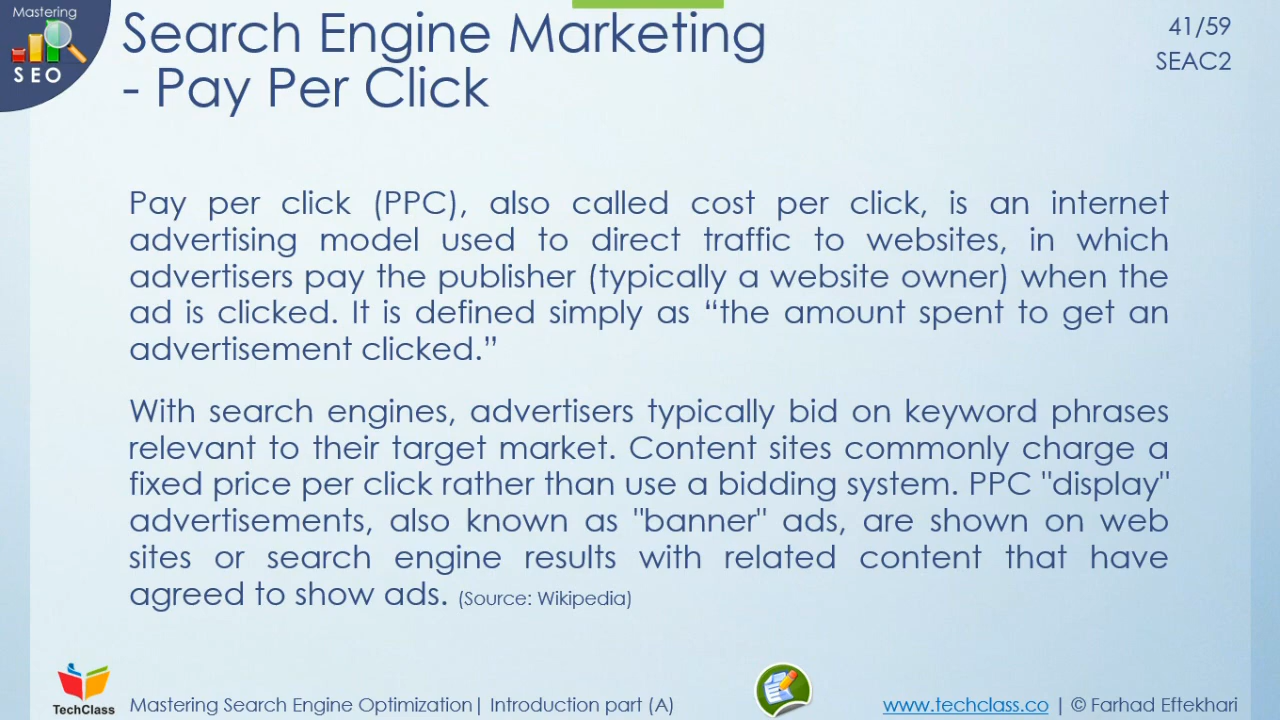 Mastering
SEO
Search Engine Marketing
- Pay Per Click
41/59
SEAC2
Pay per click (PPC), also called cost per click, is an internet
advertising model used to direct traffic to websites, in which
advertisers pay the publisher (typically a website owner) when the
ad is clicked. It is defined simply as “the amount spent to get an
advertisement clicked.”
With search engines, advertisers typically bid on keyword phrases
relevant to their target market. Content sites commonly charge a
fixed price per click rather than use a bidding system. PPC "display"
advertisements, also known as "banner" ads, are shown on web
sites or search engine results with related content that have
agreed to show ads. (Source: Wikipedia)
TechClass
Mastering Search Engine Optimization| Introduction part (A)
www.techclass.co | © Farhad Eftekhari